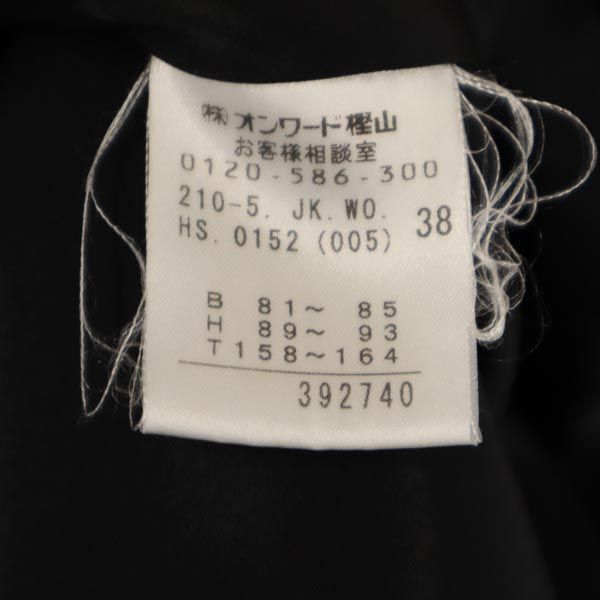 (株)オンワード樫山
お客様相談室
0120-586-300
210-5. JK.WO.
HS. 0152 (005) 38
B 81～ 85
H 89～ 93
T 158～164
392740